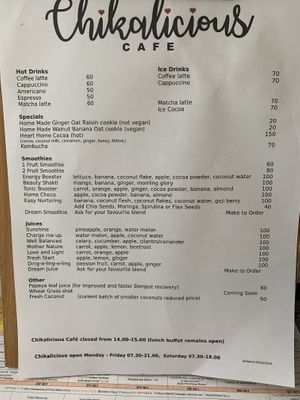 Chikalicious
CAFE
Hot Drinks
Coffee latte 60
Cappuccino 60
Americano 50
Espresso 50
Matcha latte 60
Ice Drinks
Coffee latte 70
Cappuccino 70
Matcha latte 70
Ice Cocoa 70
Specials
Home Made Ginger Oat Raisin cookie (not vegan) 20
Home Made Walnut Banana Oat cookie (vegan) 20
Heart Home Cocoa (hot) 150
(cocoa, coconut milk, cinnamon, ginger, honey, 400ml)
Kombucha 70
Smoothies
1 Fruit Smoothie 60
2 Fruit Smoothie 80
Energy Booster lettuce, banana, coconut flake, apple, cocoa powder, coconut water 100
Beauty Shakti mango, banana, ginger, morning glory 100
Tonic Booster carrot, orange, apple, ginger, cocoa powder, banana, almond 100
Home Choco cocoa powder, banana, almond 100
Easy Nurturing banana, coconut flesh, coconut flakes, coconut water, goji berry 100
Add Chia Seeds, Moringa, Spirulina or Flax Seeds 40
Dream Smoothie Ask for your favourite blend Make to Order
Juices
Sunshine pineapple, orange, water melon 100
Charge me up water melon, apple, coconut water 100
Well Balanced celery, cucumber, apple, cilantro/coriander 100
Mother Nature carrot, apple, lemon, beetroot 100
Love and Light carrot, apple, orange 100
Fresh Start apple, lemon, ginger 100
Ding-a-ling-a-ling passion fruit, carrot, apple, ginger 100
Dream Juice Ask for your favourite blend Make to Order
Other
Papaya leaf juice (for improved and faster Dengue recovery) 60
Wheat Grass shot Coming Soon
Fresh Coconut (current batch of smaller coconuts reduced price) 50
Chikalicious Café closed from 14.00-15.00 (lunch buffet remains open)
Chikalicious open Monday - Friday 07.30-21.00, Saturday 07.30-19.00